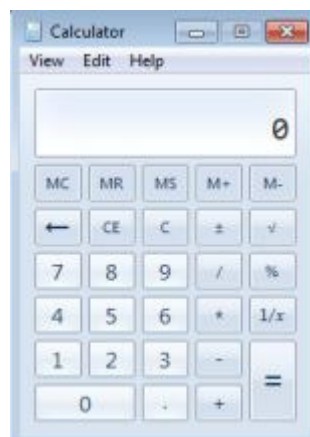 Calculator
View Edit Help
0
MC MR MS M+ M-
← CE C ± √
7 8 9 / %
4 5 6 * 1/x
1 2 3 -
0 . + =